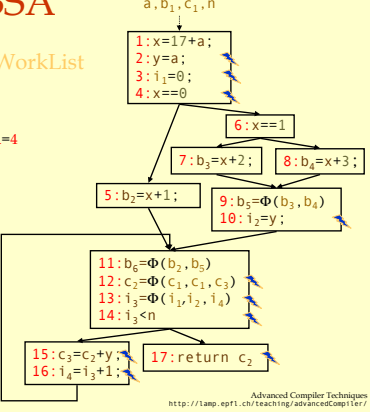 SSA
a,b₁,c₁,n
WorkList
=4
1:x=17+a;
2:y=a;
3:i₁=0;
4:x==0
6:x==1
7:b₃=x+2;
8:b₄=x+3;
5:b₂=x+1;
9:b₅=Φ(b₃,b₄)
10:i₂=y;
11:b₆=Φ(b₂,b₅)
12:c₂=Φ(c₁,c₁,c₃)
13:i₃=Φ(i₁,i₂,i₄)
14:i₃<n
15:c₃=c₂+y;
16:i₄=i₃+1;
17:return c₂
Advanced Compiler Techniques
http://lamp.epfl.ch/teaching/advancedCompiler/